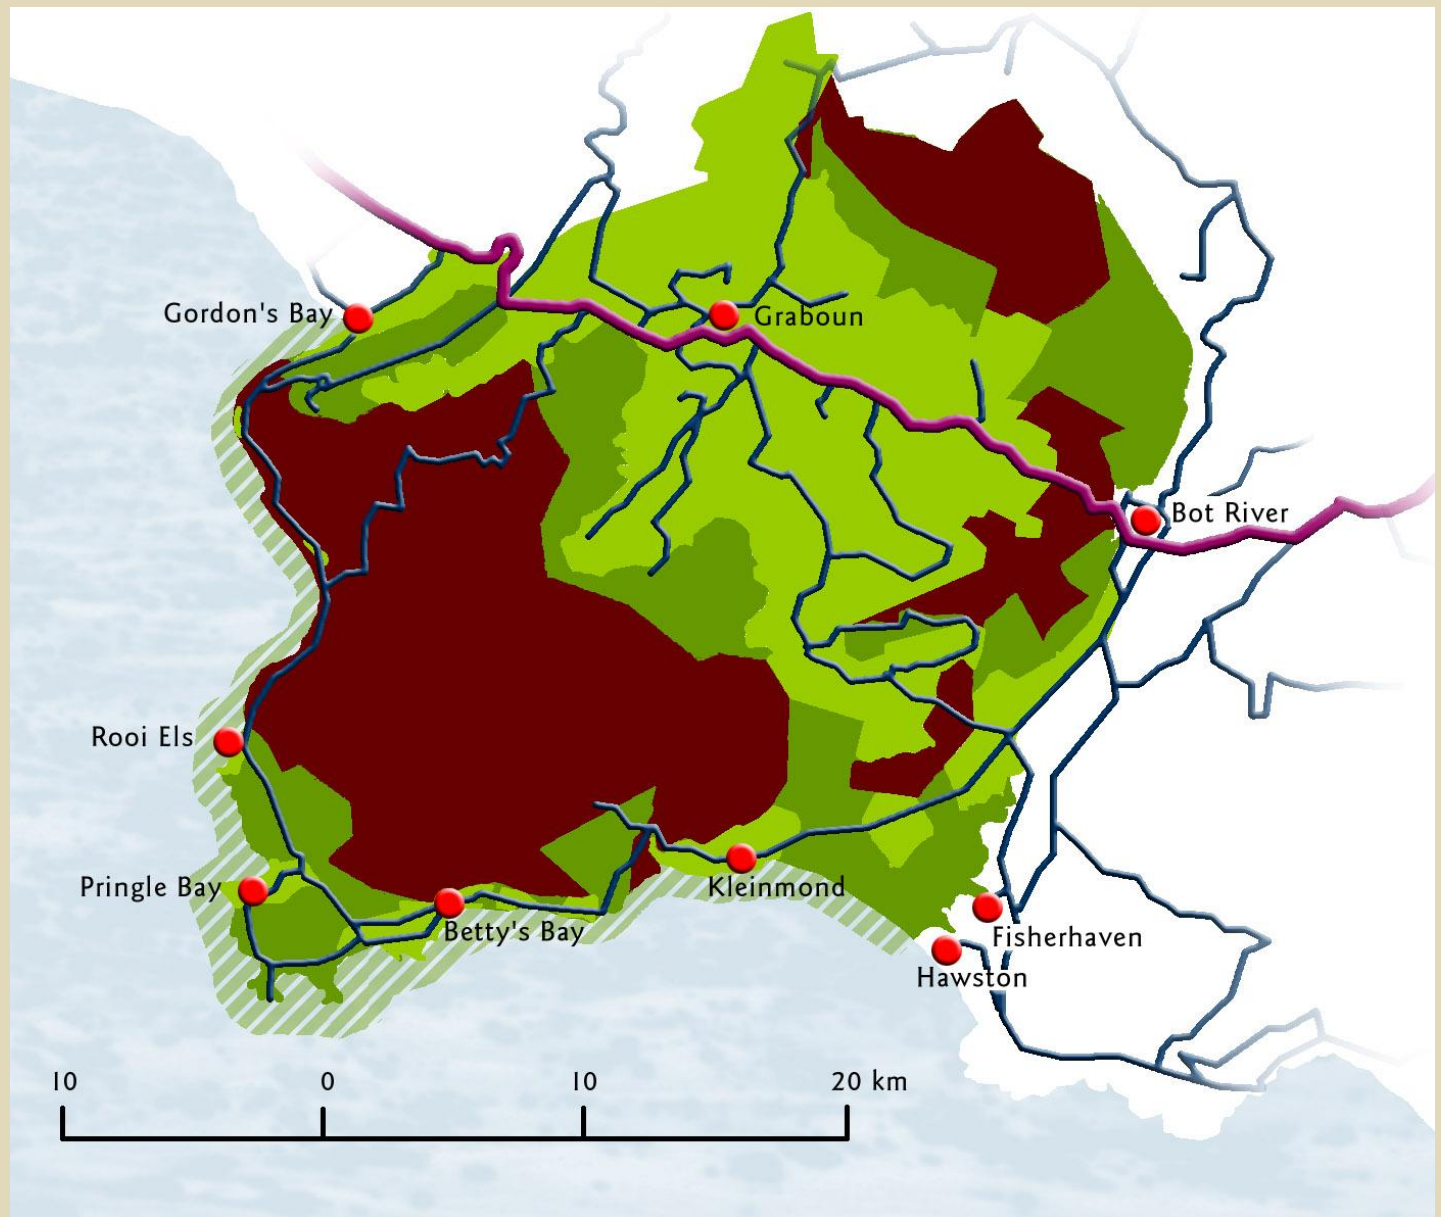 Gordon's Bay
Graboun
Bot River
Rooi Els
Pringle Bay
Kleinmond
Betty's Bay
Fisherhaven
Hawston
10 0 10 20 km